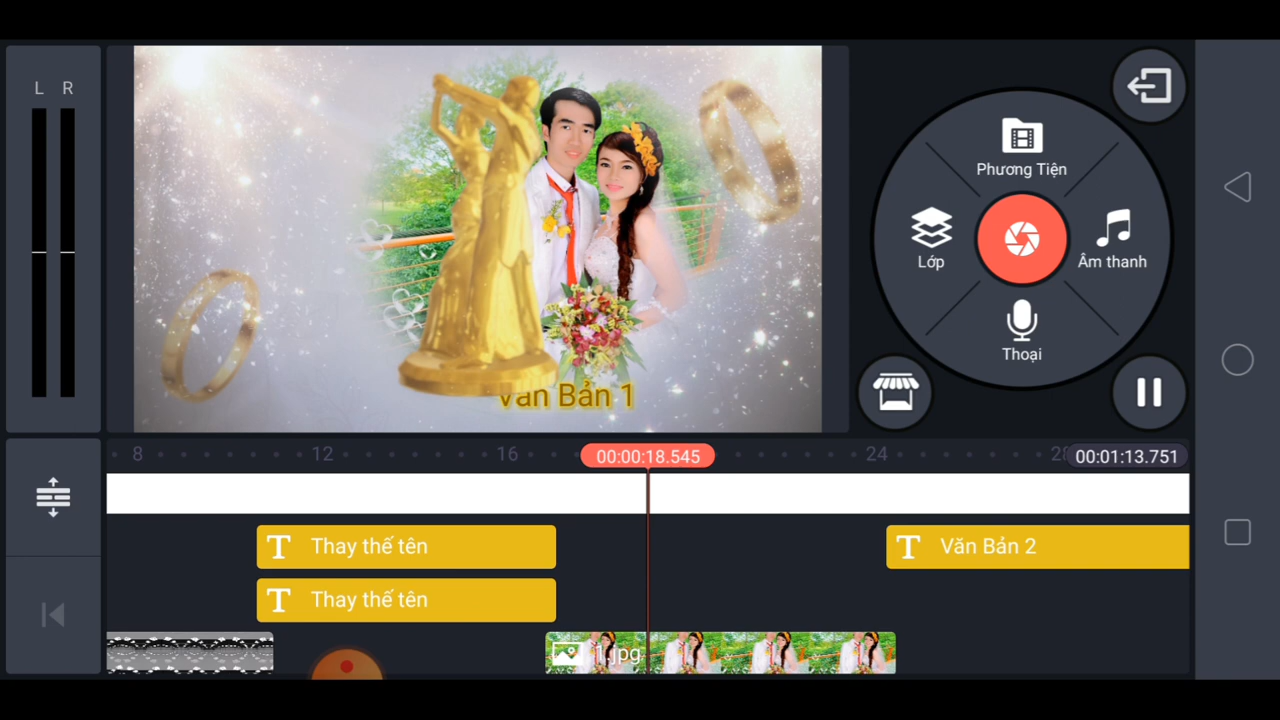 L R
Phương Tiện
Lớp
Âm thanh
Thoại
Văn Bản 1
8 12 16 00:00:18.545 24 00:01:13.751
Thay thế tên
Văn Bản 2
Thay thế tên
1.jpg